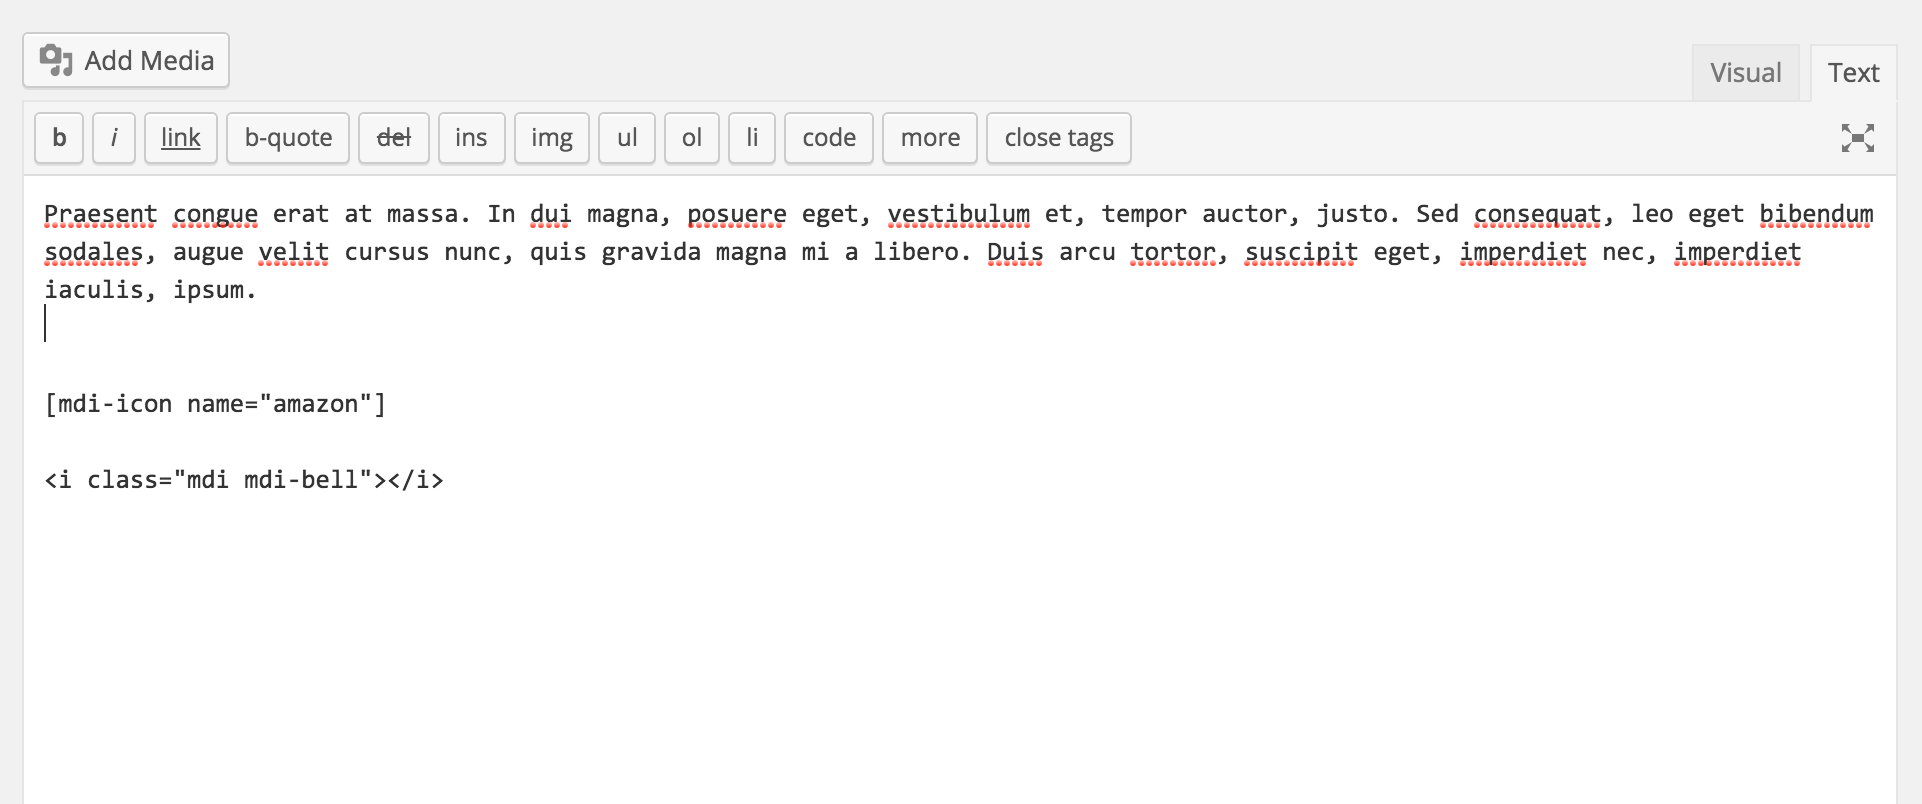 Add Media
Visual Text
b i link b-quote del ins img ul ol li code more close tags
Praesent congue erat at massa. In dui magna, posuere eget, vestibulum et, tempor auctor, justo. Sed consequat, leo eget bibendum
sodales, augue velit cursus nunc, quis gravida magna mi a libero. Duis arcu tortor, suscipit eget, imperdiet nec, imperdiet
iaculis, ipsum.
[mdi-icon name="amazon"]
<i class="mdi mdi-bell"></i>